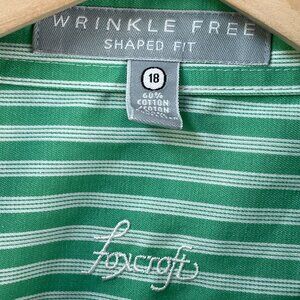 WRINKLE FREE
SHAPED FIT
18
60%
COTTON
foxcroft